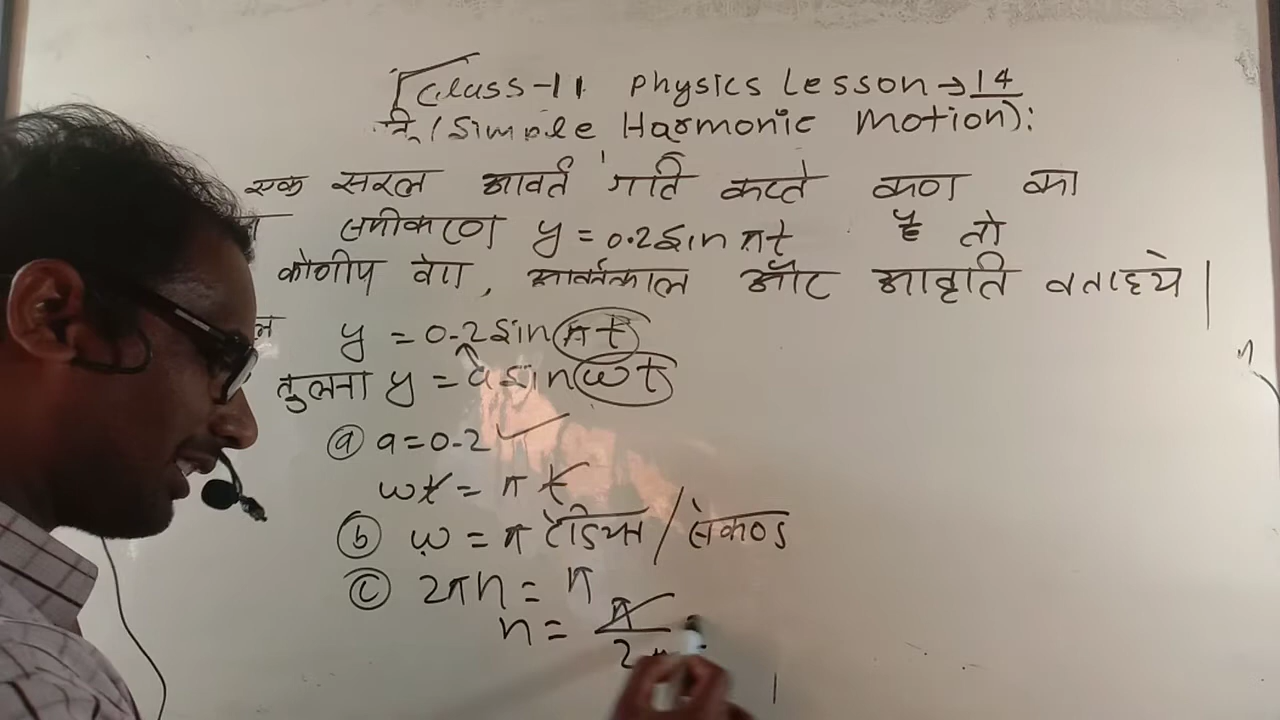 Class-11 Physics Lesson → 14
(Simple Harmonic Motion):
एक सरल आवर्त गति करते कण का
समीकरण y = 0.2 sin πt है तो
कोणीय वेग, आवर्तकाल और आवृति बताइये |
y = 0.2 sin πt
तुलना y = a sin ωt
(a) a = 0.2 ✓
ωt = πt
(b) ω = π रेडियन / सेकण्ड
(c) 2πn = π
n = π/2π